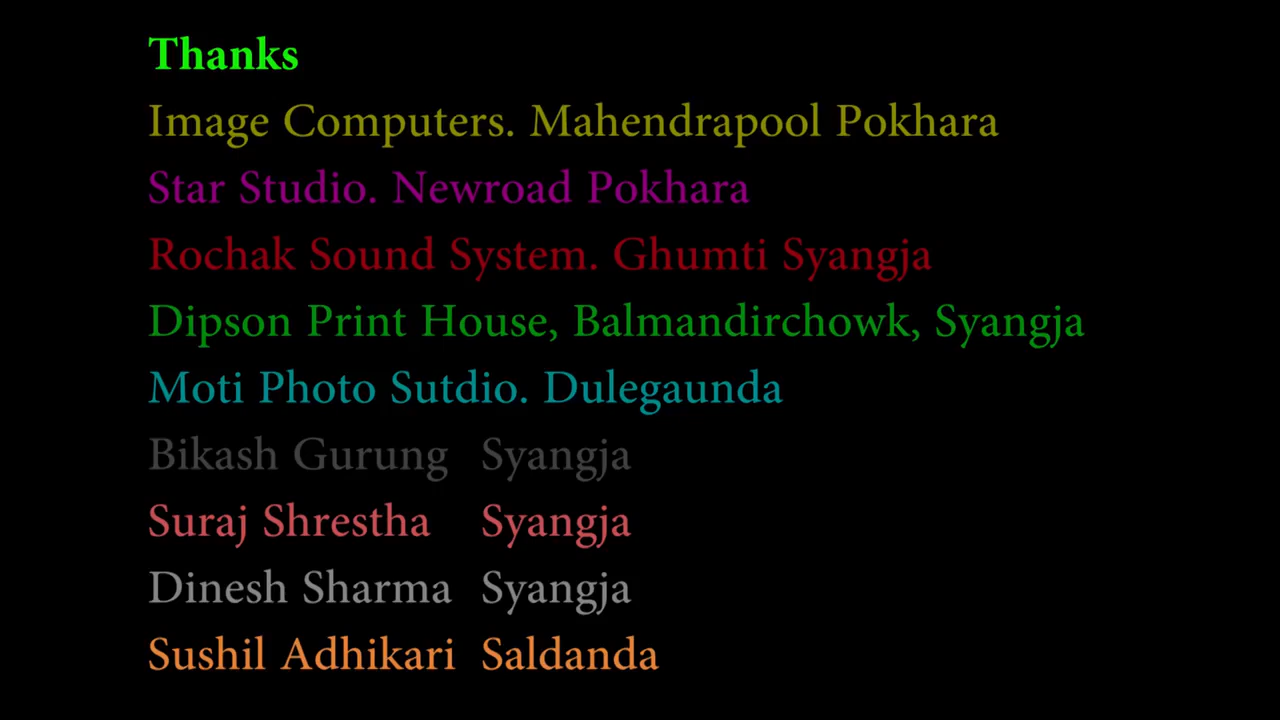 Thanks
Image Computers. Mahendrapool Pokhara
Star Studio. Newroad Pokhara
Rochak Sound System. Ghumti Syangja
Dipson Print House, Balmandirchowk, Syangja
Moti Photo Sutdio. Dulegaunda
Bikash Gurung Syangja
Suraj Shrestha Syangja
Dinesh Sharma Syangja
Sushil Adhikari Saldanda